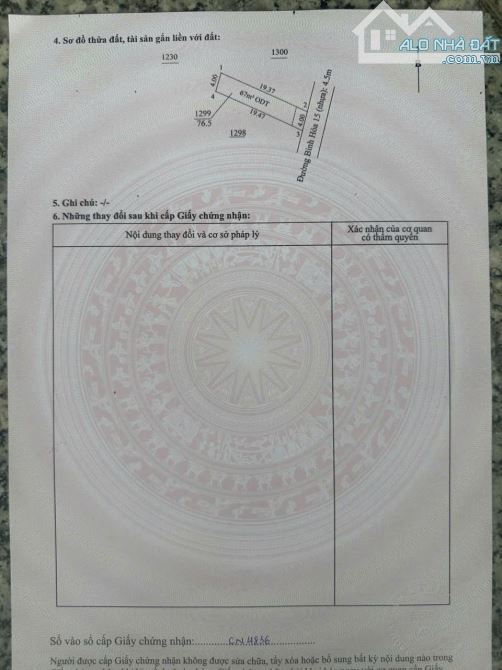 ALO NHÀ ĐẤT
.com.vn
4. Sơ đồ thửa đất, tài sản gắn liền với đất:
1230
1300
1
19.37
2
4.00
67m² ODT
4.00
4
19.47
3
1299
76.5
1298
Đường Bình Hòa 15 (nhựa): 4.5m
5. Ghi chú: -/-
6. Những thay đổi sau khi cấp Giấy chứng nhận:
Nội dung thay đổi và cơ sở pháp lý
Xác nhận của cơ quan
có thẩm quyền
Số vào sổ cấp Giấy chứng nhận:
Người được cấp Giấy chứng nhận không được sửa chữa, tẩy xóa hoặc bổ sung bất kỳ nội dung nào trong